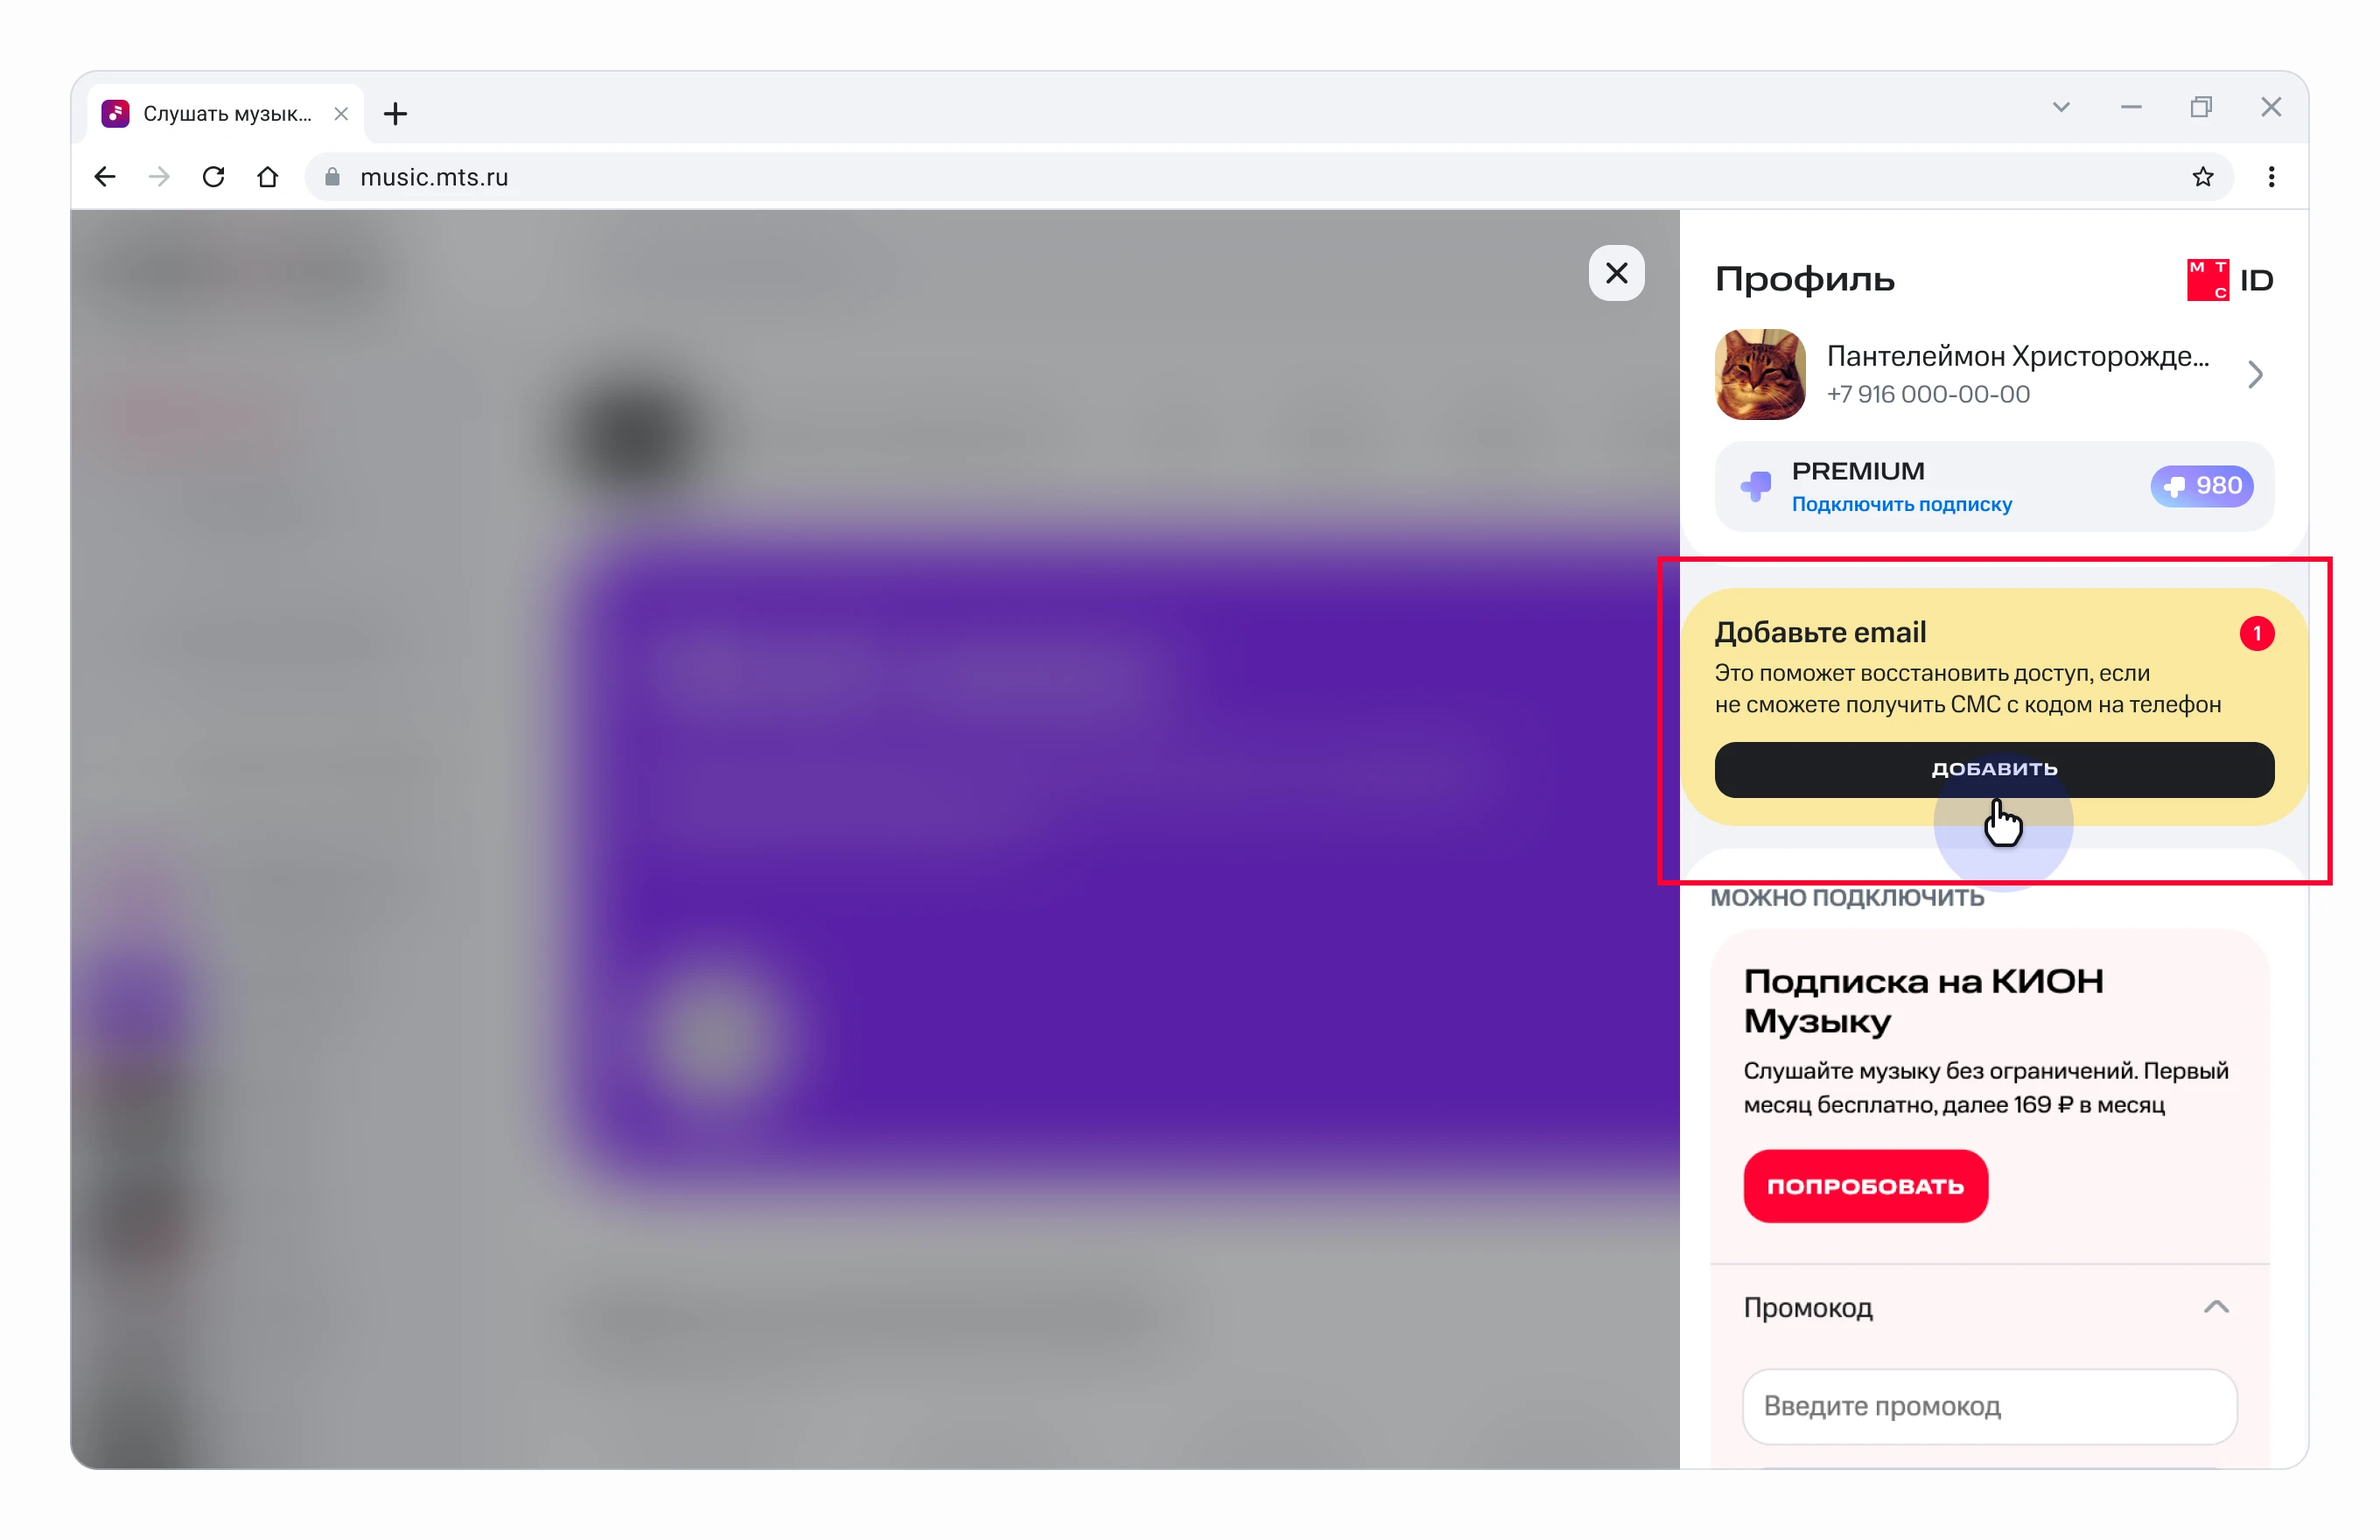 Слушать музык...
music.mts.ru
Профиль
МТС ID
Пантелеймон Христорожде...
+7 916 000-00-00
PREMIUM
Подключить подписку
980
Добавьте email
1
Это поможет восстановить доступ, если
не сможете получить СМС с кодом на телефон
ДОБАВИТЬ
МОЖНО ПОДКЛЮЧИТЬ
Подписка на КИОН
Музыку
Слушайте музыку без ограничений. Первый
месяц бесплатно, далее 169 ₽ в месяц
ПОПРОБОВАТЬ
Промокод
Введите промокод